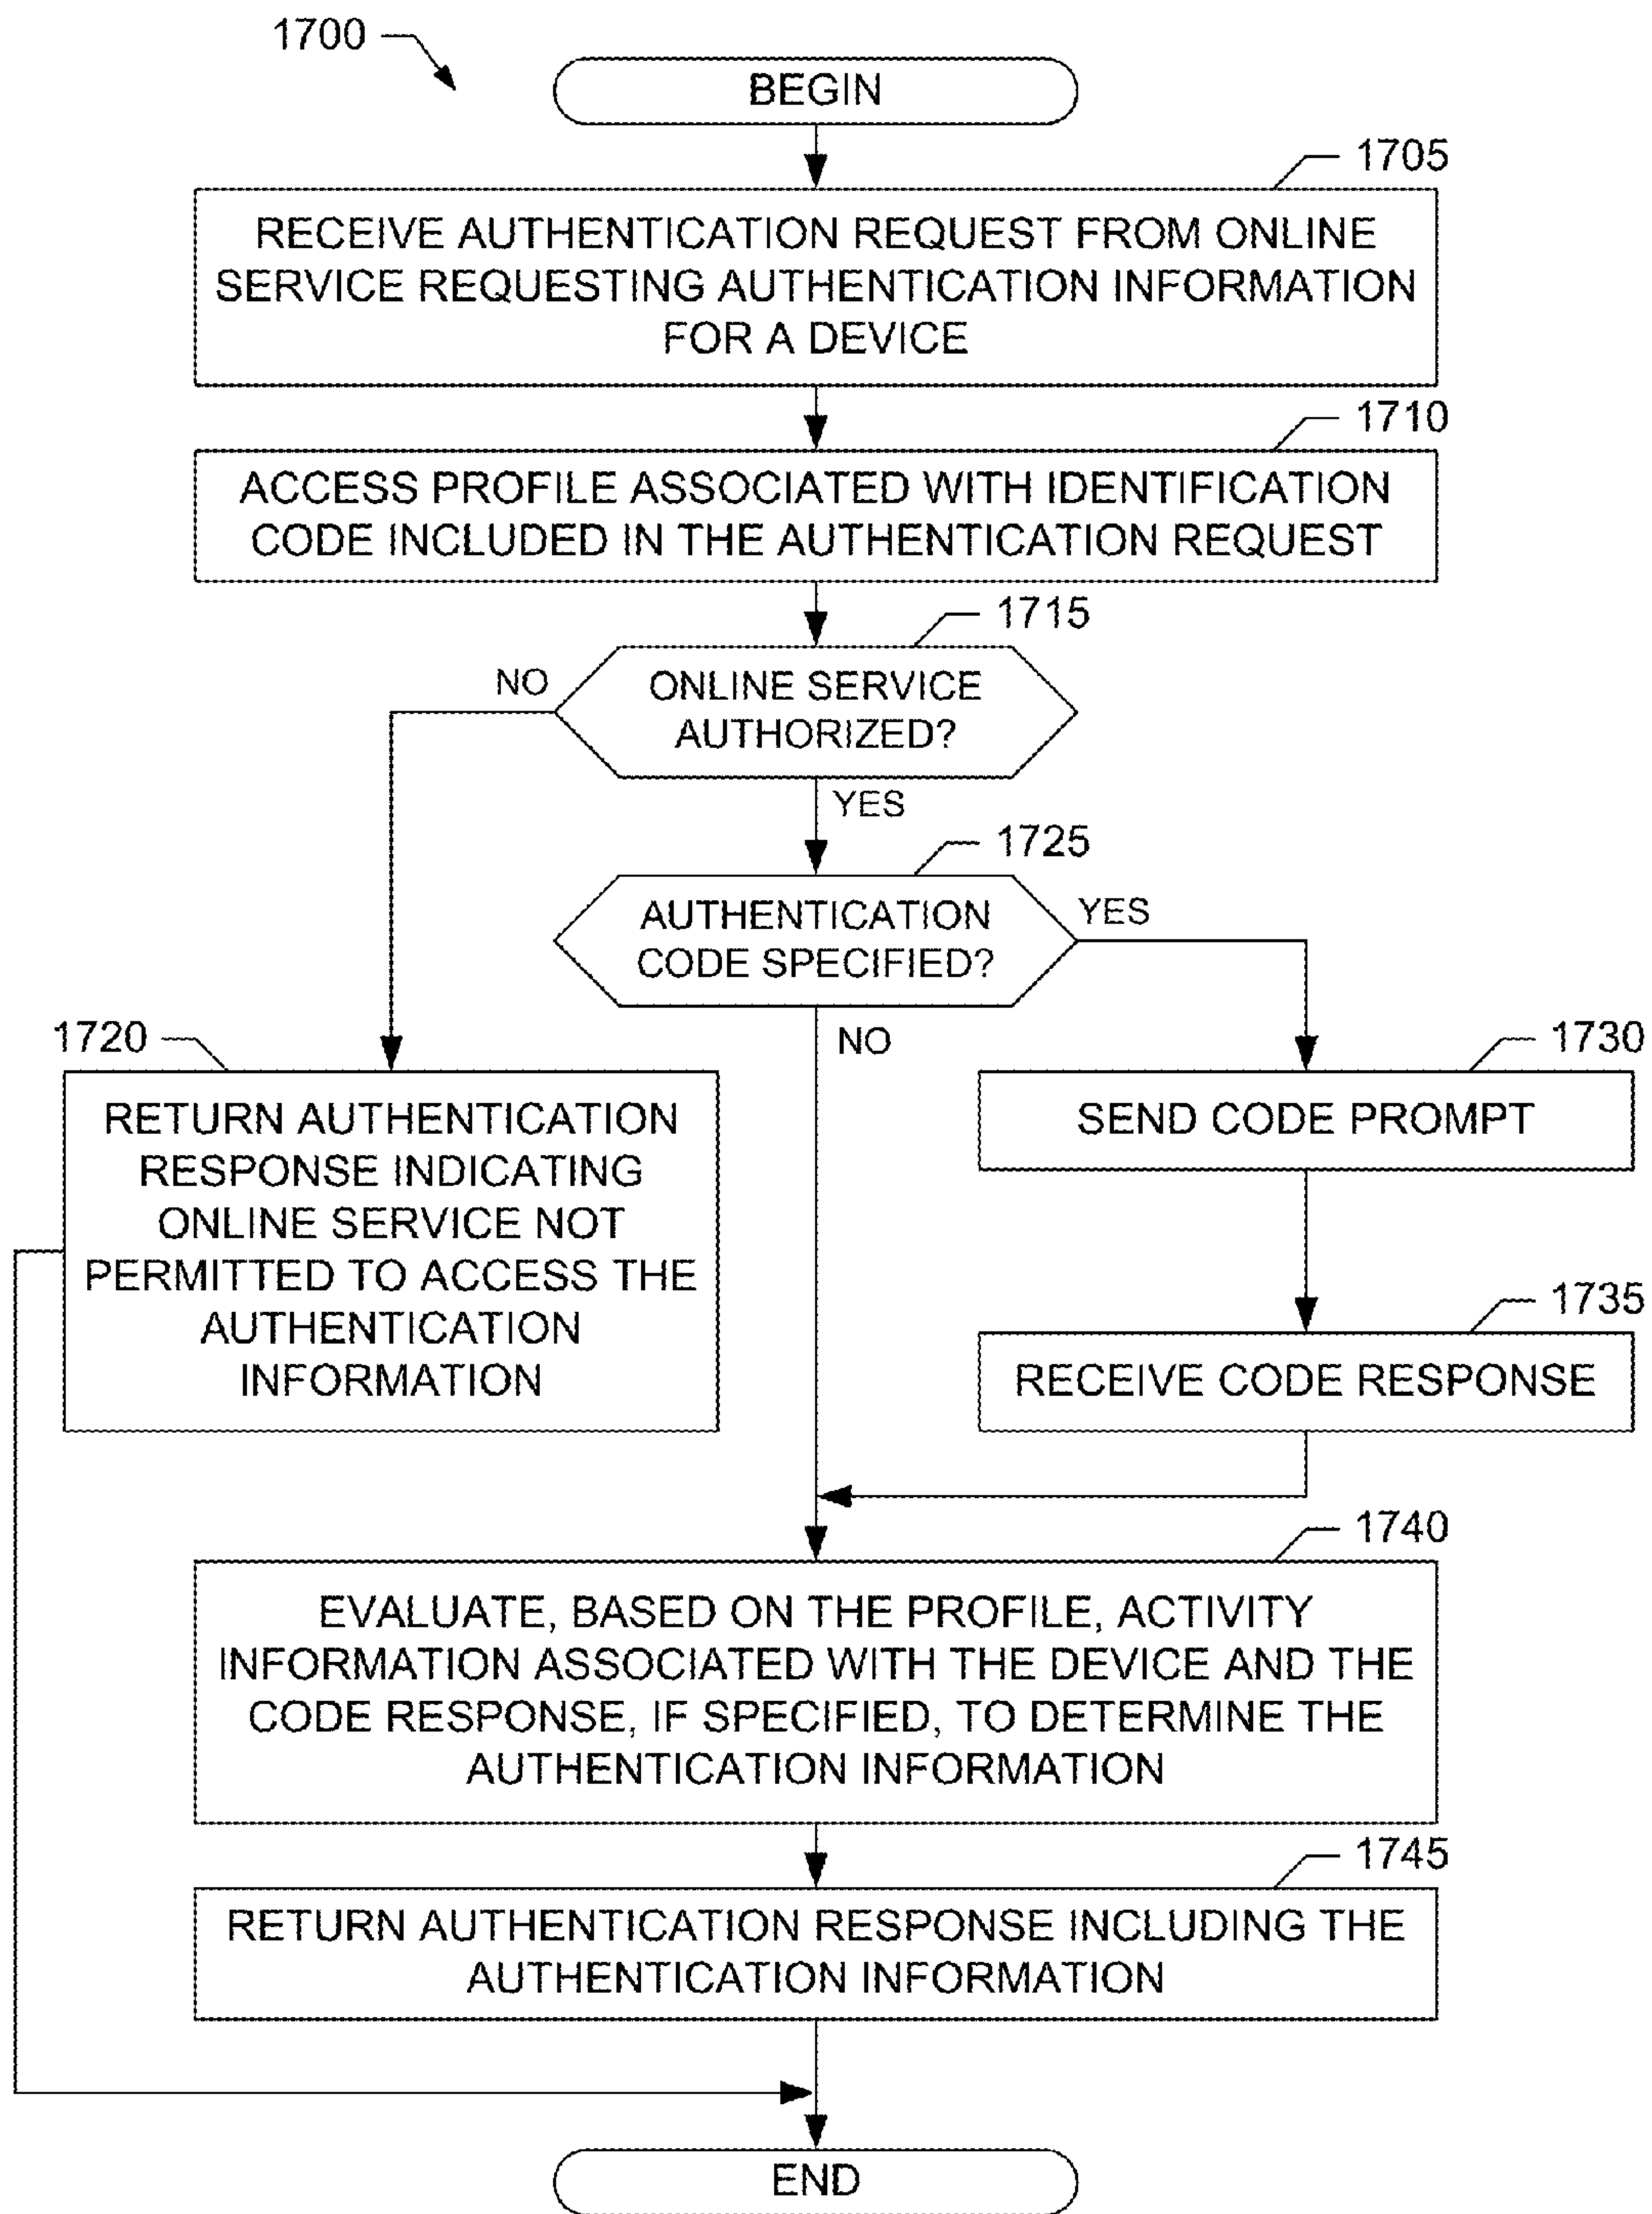 1700
BEGIN
1705
RECEIVE AUTHENTICATION REQUEST FROM ONLINE
SERVICE REQUESTING AUTHENTICATION INFORMATION
FOR A DEVICE
1710
ACCESS PROFILE ASSOCIATED WITH IDENTIFICATION
CODE INCLUDED IN THE AUTHENTICATION REQUEST
1715
ONLINE SERVICE
AUTHORIZED?
NO
YES
1725
AUTHENTICATION
CODE SPECIFIED?
YES
NO
1720
RETURN AUTHENTICATION
RESPONSE INDICATING
ONLINE SERVICE NOT
PERMITTED TO ACCESS THE
AUTHENTICATION
INFORMATION
1730
SEND CODE PROMPT
1735
RECEIVE CODE RESPONSE
1740
EVALUATE, BASED ON THE PROFILE, ACTIVITY
INFORMATION ASSOCIATED WITH THE DEVICE AND THE
CODE RESPONSE, IF SPECIFIED, TO DETERMINE THE
AUTHENTICATION INFORMATION
1745
RETURN AUTHENTICATION RESPONSE INCLUDING THE
AUTHENTICATION INFORMATION
END